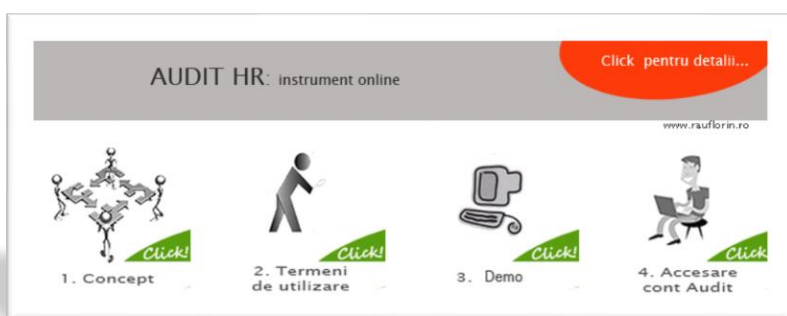 AUDIT HR: instrument online
Click pentru detalii...
www.rauflorin.ro
Click!
Click!
Click!
Click
1. Concept
2. Termeni
de utilizare
3. Demo
4. Accesare
cont Audit